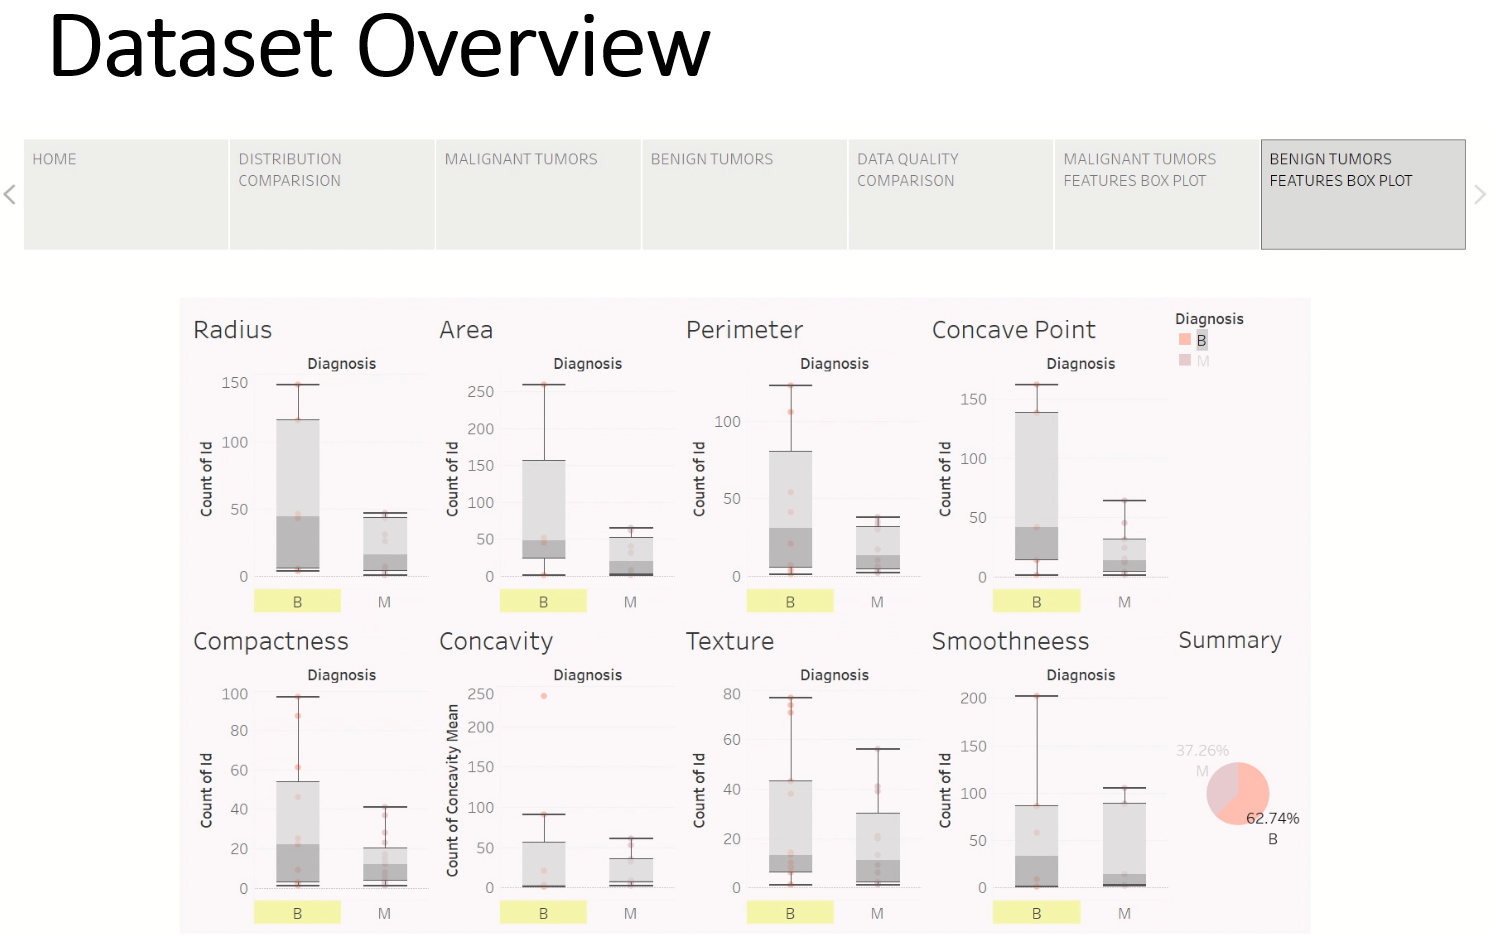 Dataset Overview
HOME
DISTRIBUTION
COMPARISION
MALIGNANT TUMORS
BENIGN TUMORS
DATA QUALITY
COMPARISON
MALIGNANT TUMORS
FEATURES BOX PLOT
BENIGN TUMORS
FEATURES BOX PLOT
Radius
Diagnosis
Count of Id
150
100
50
0
B
M
Area
Diagnosis
Count of Id
250
200
150
100
50
0
B
M
Perimeter
Diagnosis
Count of Id
100
50
0
B
M
Concave Point
Diagnosis
Count of Id
150
100
50
0
B
M
Diagnosis
B
M
Compactness
Diagnosis
Count of Id
100
80
60
40
20
0
B
M
Concavity
Diagnosis
Count of Concavity Mean
250
200
150
100
50
0
B
M
Texture
Diagnosis
Count of Id
80
60
40
20
0
B
M
Smoothneess
Diagnosis
Count of Id
200
150
100
50
0
B
M
Summary
37.26%
M
62.74%
B